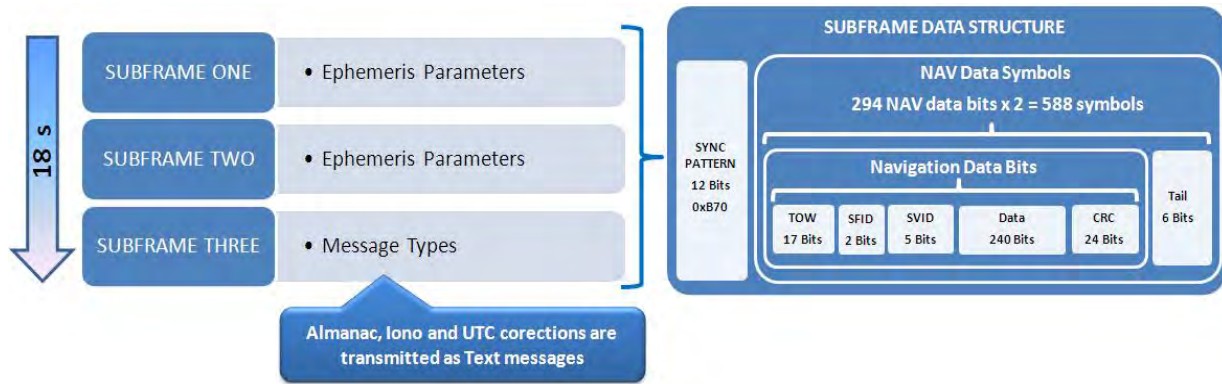 18 s
SUBFRAME ONE
• Ephemeris Parameters
SUBFRAME TWO
• Ephemeris Parameters
SUBFRAME THREE
• Message Types
Almanac, Iono and UTC corections are
transmitted as Text messages
SUBFRAME DATA STRUCTURE
SYNC
PATTERN
12 Bits
0xB70
NAV Data Symbols
294 NAV data bits x 2 = 588 symbols
Navigation Data Bits
TOW
17 Bits
SFID
2 Bits
SVID
5 Bits
Data
240 Bits
CRC
24 Bits
Tail
6 Bits